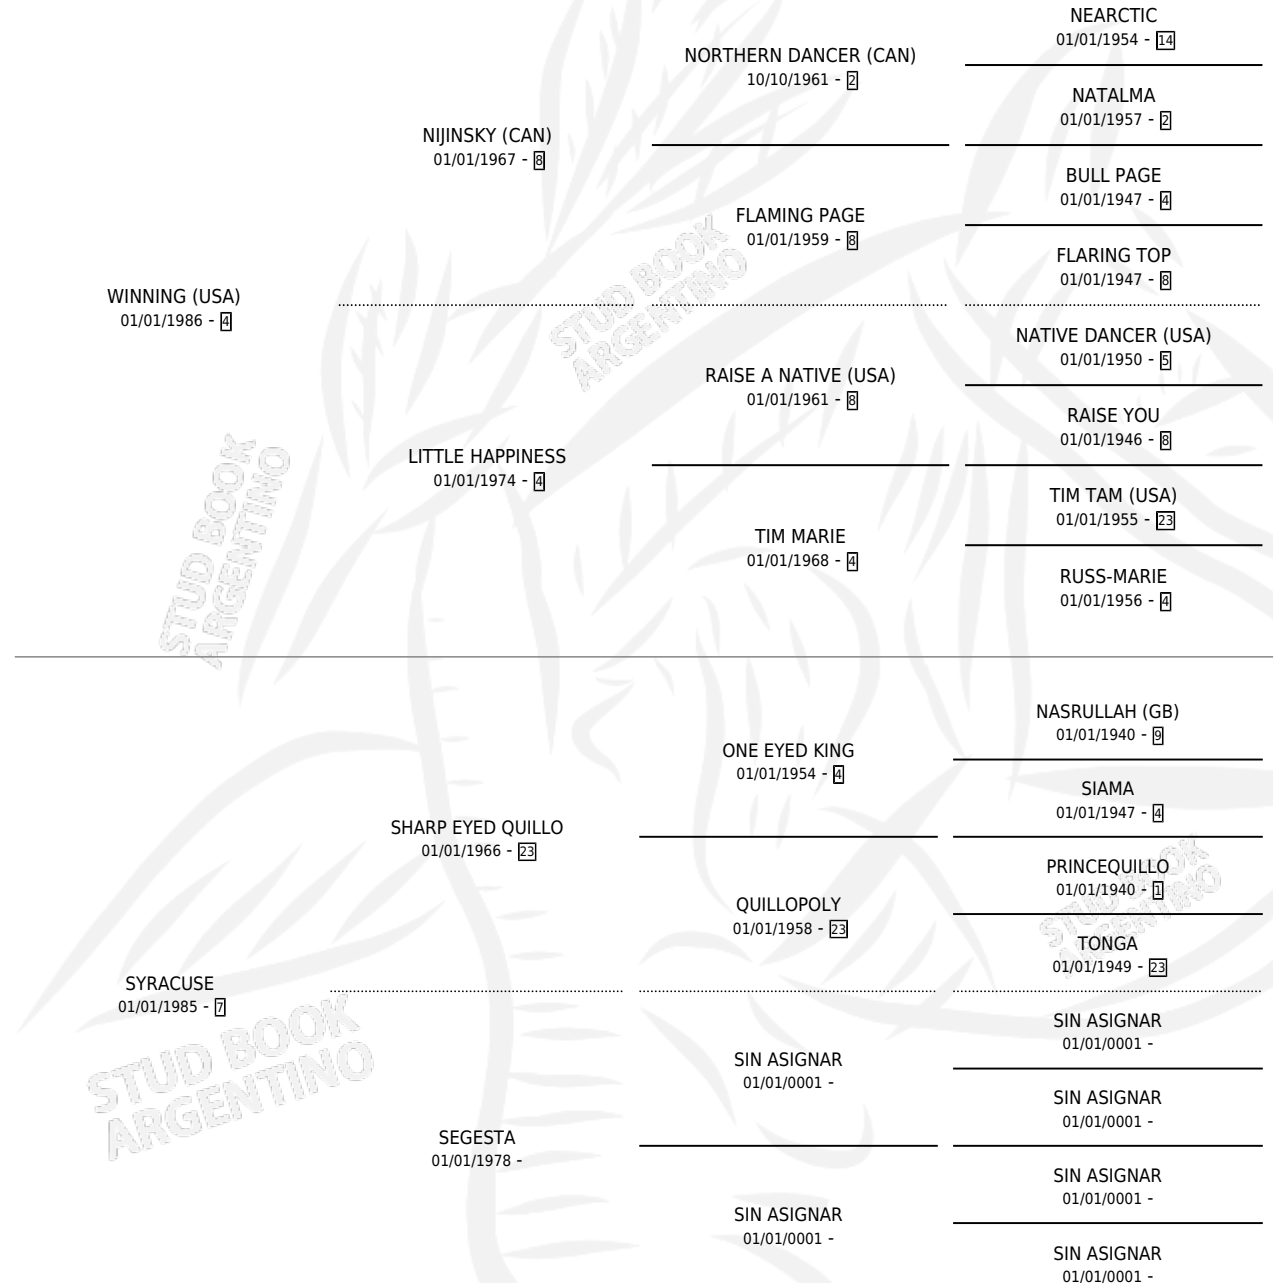 NEARCTIC
01/01/1954 - 14
NORTHERN DANCER (CAN)
10/10/1961 - 2
NATALMA
01/01/1957 - 2
NIJINSKY (CAN)
01/01/1967 - 8
BULL PAGE
01/01/1947 - 4
FLAMING PAGE
01/01/1959 - 8
FLARING TOP
01/01/1947 - 8
WINNING (USA)
01/01/1986 - 4
NATIVE DANCER (USA)
01/01/1950 - 5
RAISE A NATIVE (USA)
01/01/1961 - 8
RAISE YOU
01/01/1946 - 8
LITTLE HAPPINESS
01/01/1974 - 4
TIM TAM (USA)
01/01/1955 - 23
TIM MARIE
01/01/1968 - 4
RUSS-MARIE
01/01/1956 - 4
NASRULLAH (GB)
01/01/1940 - 9
ONE EYED KING
01/01/1954 - 4
SIAMA
01/01/1947 - 4
SHARP EYED QUILLO
01/01/1966 - 23
PRINCEQUILLO
01/01/1940 - 1
QUILLOPOLY
01/01/1958 - 23
TONGA
01/01/1949 - 23
SYRACUSE
01/01/1985 - 7
SIN ASIGNAR
01/01/0001 -
SIN ASIGNAR
01/01/0001 -
SIN ASIGNAR
01/01/0001 -
SEGESTA
01/01/1978 -
SIN ASIGNAR
01/01/0001 -
SIN ASIGNAR
01/01/0001 -
SIN ASIGNAR
01/01/0001 -
STUD BOOK
ARGENTINO
STUD BOOK
ARGENTINO
STUD BOOK
ARGENTINO
STUD BOOK
ARGENTINO